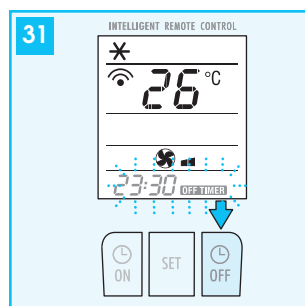 31
INTELLIGENT REMOTE CONTROL
26 °C
23:30 OFF TIMER
ON SET OFF